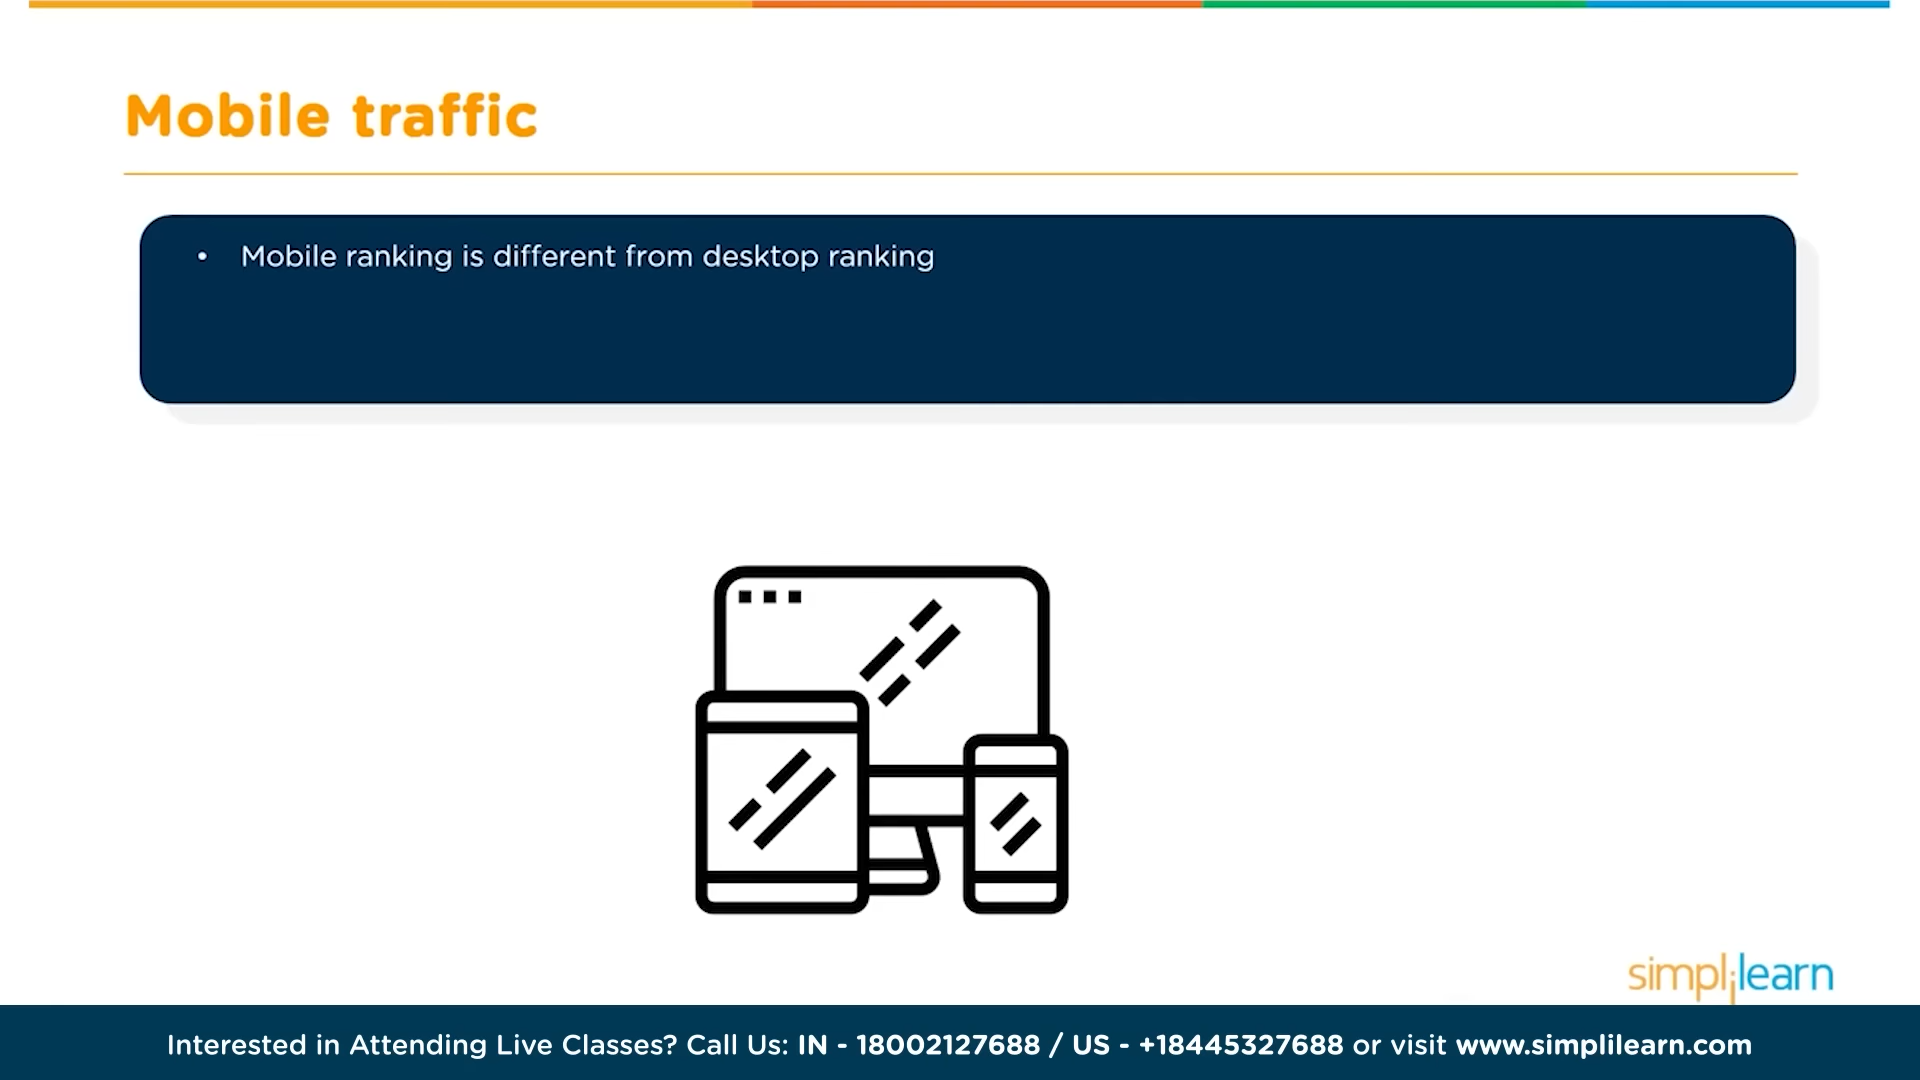 Mobile traffic
• Mobile ranking is different from desktop ranking
simplilearn
Interested in Attending Live Classes? Call Us: IN - 18002127688 / US - +18445327688 or visit www.simplilearn.com